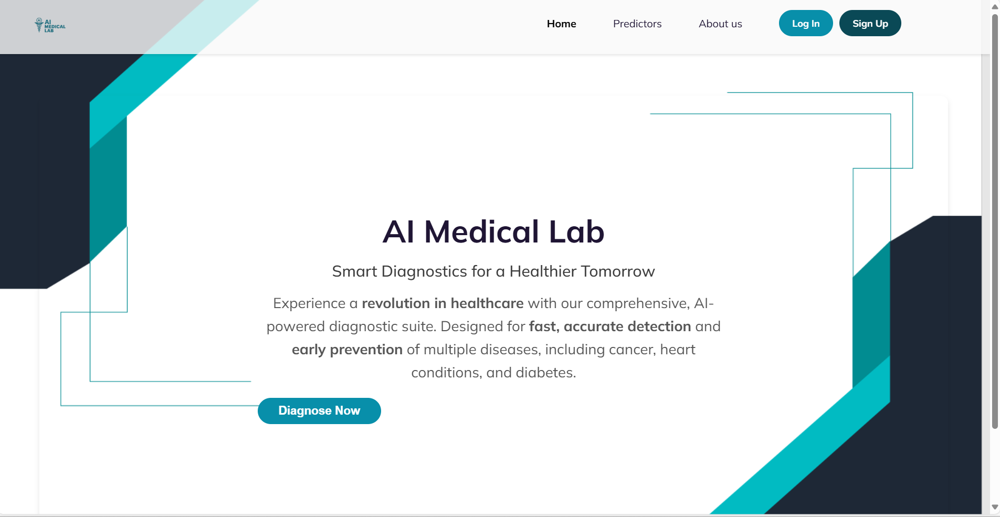 AI
AI
MEDICAL
LAB
Home
Predictors
About us
Log In
Sign Up
AI Medical Lab
Smart Diagnostics for a Healthier Tomorrow
Experience a revolution in healthcare with our comprehensive, AI-
powered diagnostic suite. Designed for fast, accurate detection and
early prevention of multiple diseases, including cancer, heart
conditions, and diabetes.
Diagnose Now